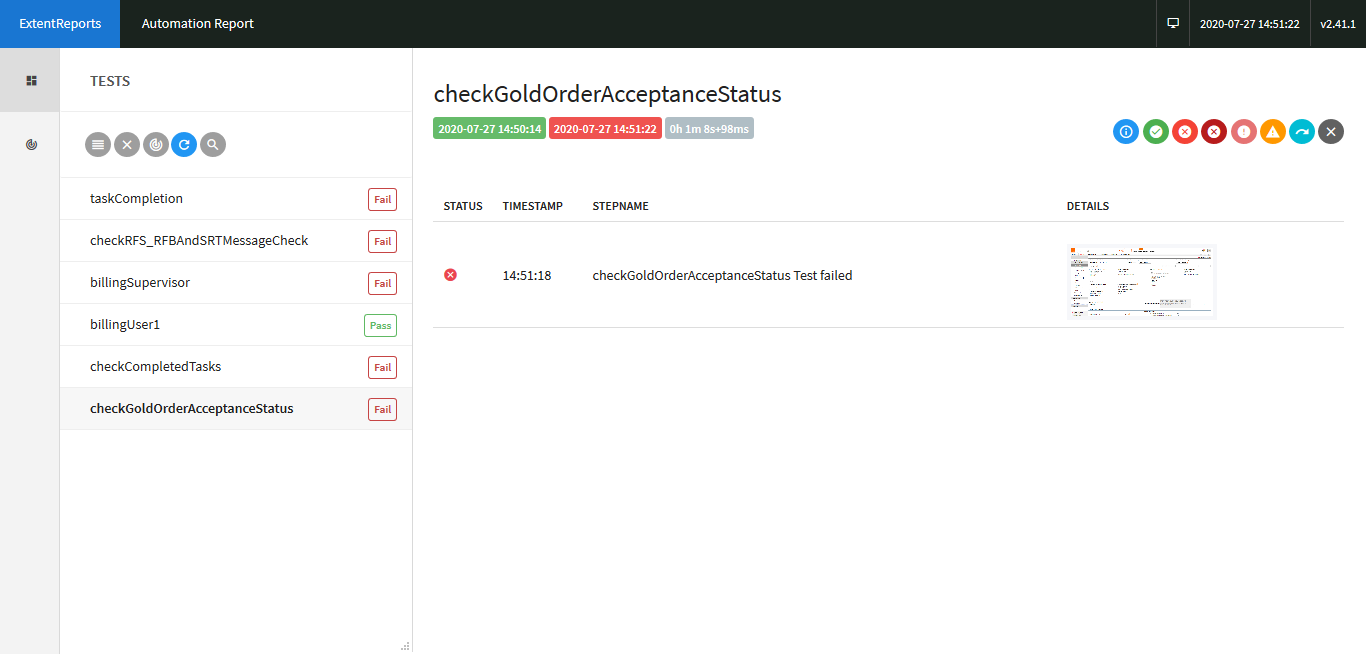 ExtentReports Automation Report 2020-07-27 14:51:22 v2.41.1
TESTS
taskCompletion Fail
checkRFS_RFBAndSRTMessageCheck Fail
billingSupervisor Fail
billingUser1 Pass
checkCompletedTasks Fail
checkGoldOrderAcceptanceStatus Fail
checkGoldOrderAcceptanceStatus
2020-07-27 14:50:14 2020-07-27 14:51:22 0h 1m 8s+98ms
STATUS TIMESTAMP STEPNAME DETAILS
14:51:18 checkGoldOrderAcceptanceStatus Test failed